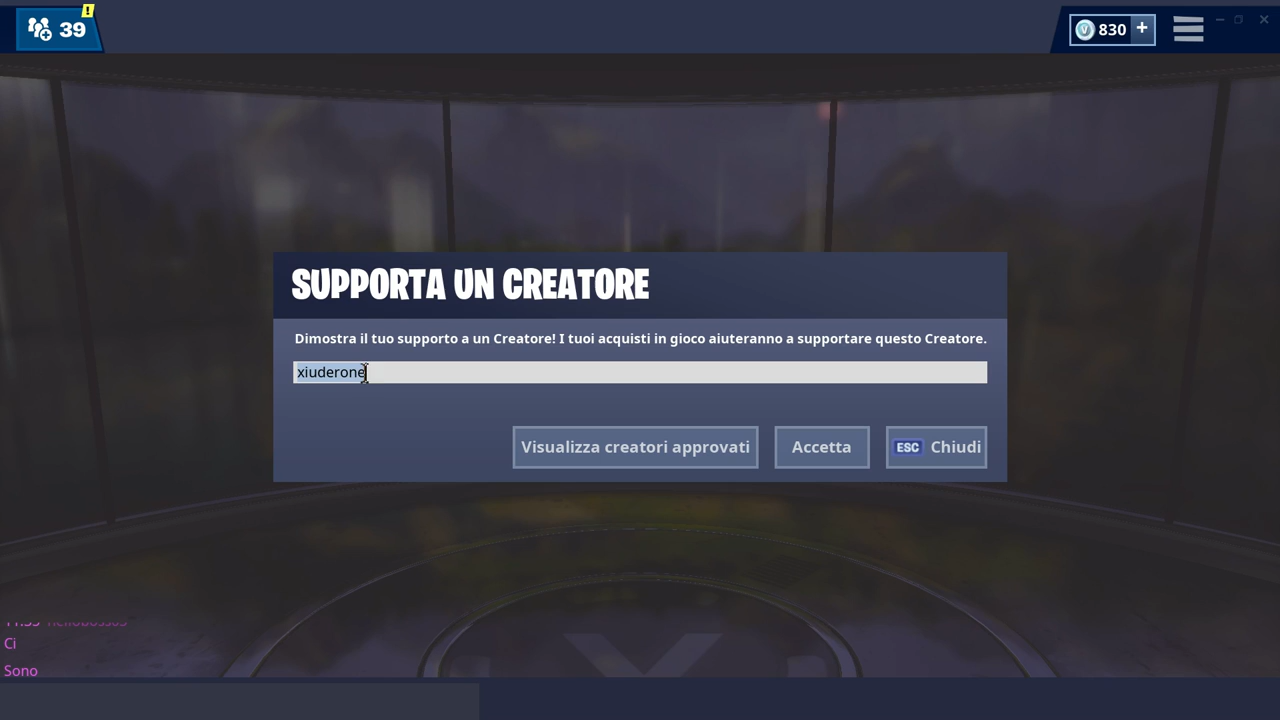 39
!
830 +
SUPPORTA UN CREATORE
Dimostra il tuo supporto a un Creatore! I tuoi acquisti in gioco aiuteranno a supportare questo Creatore.
xiuderone
Visualizza creatori approvati
Accetta
ESC Chiudi
Ci
Sono